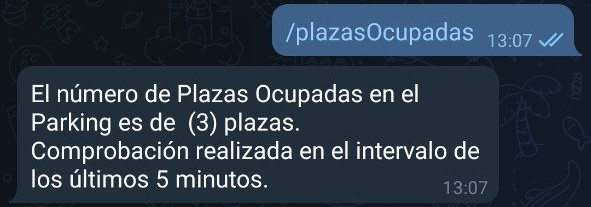 /plazasOcupadas 13:07
El número de Plazas Ocupadas en el
Parking es de (3) plazas.
Comprobación realizada en el intervalo de
los últimos 5 minutos. 13:07